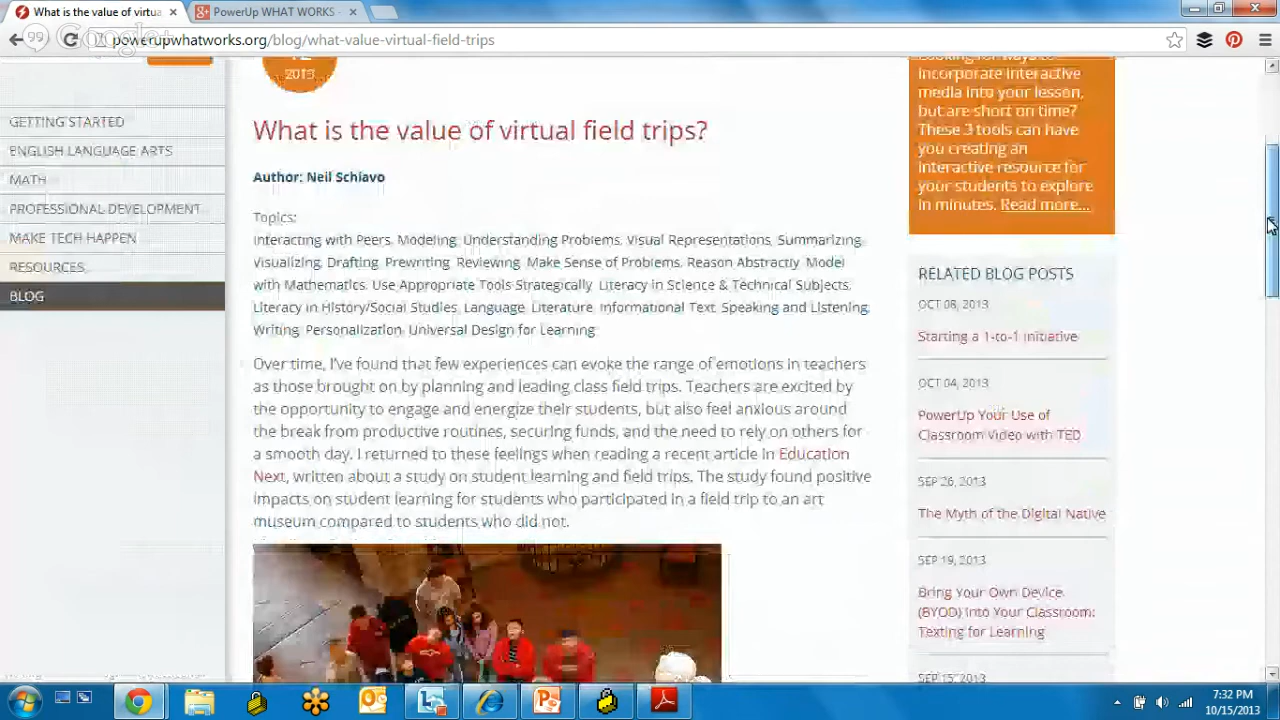 What is the value of virtua
PowerUp WHAT WORKS -
Google+
powerupwhatworks.org/blog/what-value-virtual-field-trips
2013
GETTING STARTED
ENGLISH LANGUAGE ARTS
MATH
PROFESSIONAL DEVELOPMENT
MAKE TECH HAPPEN
RESOURCES
BLOG
What is the value of virtual field trips?
Author: Neil Schiavo
Topics:
Interacting with Peers, Modeling, Understanding Problems, Visual Representations, Summarizing,
Visualizing, Drafting, Prewriting, Reviewing, Make Sense of Problems, Reason Abstractly, Model
with Mathematics, Use Appropriate Tools Strategically, Literacy in Science & Technical Subjects,
Literacy in History/Social Studies, Language, Literature, Informational Text, Speaking and Listening,
Writing, Personalization, Universal Design for Learning
Over time, I've found that few experiences can evoke the range of emotions in teachers
as those brought on by planning and leading class field trips. Teachers are excited by
the opportunity to engage and energize their students, but also feel anxious around
the break from productive routines, securing funds, and the need to rely on others for
a smooth day. I returned to these feelings when reading a recent article in Education
Next, written about a study on student learning and field trips. The study found positive
impacts on student learning for students who participated in a field trip to an art
museum compared to students who did not.
Looking for ways to
incorporate interactive
media into your lesson,
but are short on time?
These 3 tools can have
you creating an
interactive resource for
your students to explore
in minutes. Read more...
RELATED BLOG POSTS
OCT 08, 2013
Starting a 1-to-1 Initiative
OCT 04, 2013
PowerUp Your Use of
Classroom Video with TED
SEP 26, 2013
The Myth of the Digital Native
SEP 19, 2013
Bring Your Own Device
(BYOD) Into Your Classroom:
Texting for Learning
SEP 15, 2013
7:32 PM
10/15/2013